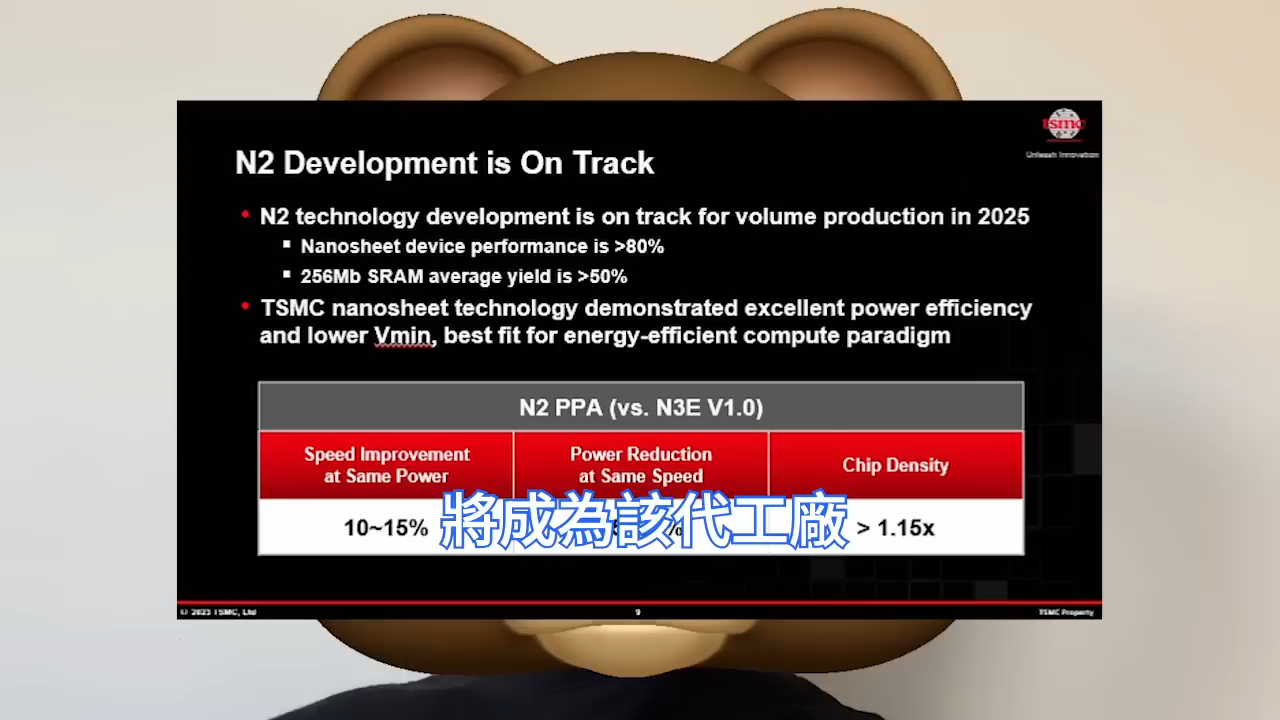 tsmc
Unleash Innovation
N2 Development is On Track
• N2 technology development is on track for volume production in 2025
▪ Nanosheet device performance is >80%
▪ 256Mb SRAM average yield is >50%
• TSMC nanosheet technology demonstrated excellent power efficiency
and lower Vmin, best fit for energy-efficient compute paradigm
N2 PPA (vs. N3E V1.0)
Speed Improvement
at Same Power
Power Reduction
at Same Speed
Chip Density
10~15%
> 1.15x
將成為該代工廠
© 2023 TSMC, Ltd
9
TSMC Property